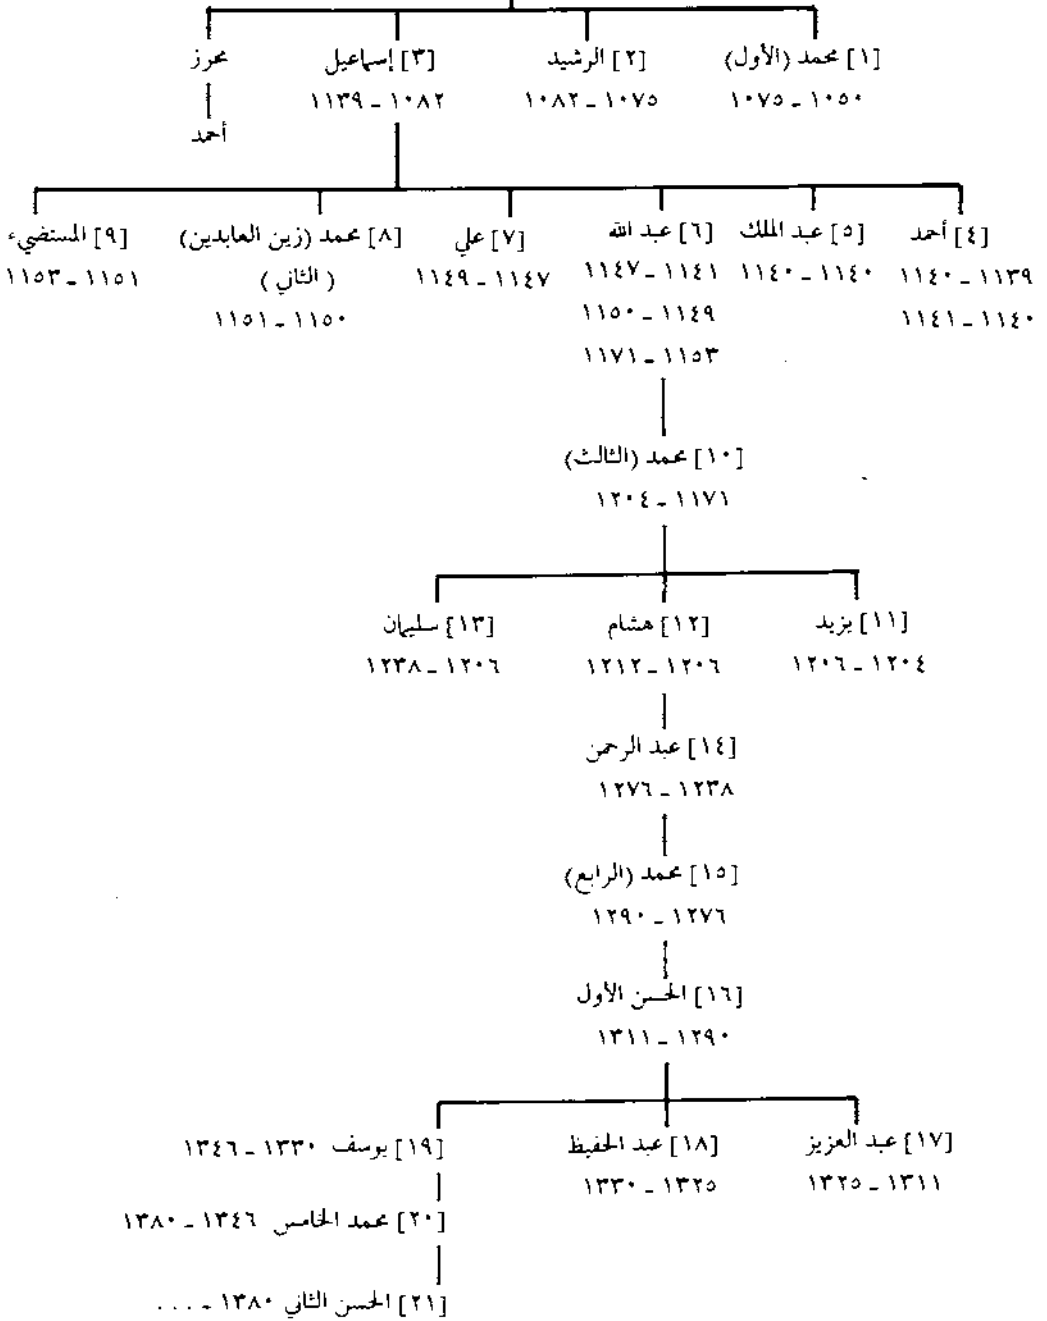 [١] محمد (الأول)
١٠٥٠ ـ ١٠٧٥
[٢] الرشيد
١٠٧٥ ـ ١٠٨٢
[٣] إسماعيل
١٠٨٢ ـ ١١٣٩
محرز
أحمد
[٤] أحمد
١١٣٩ ـ ١١٤٠
١١٤٠ ـ ١١٤١
[٥] عبد الملك
١١٤٠ ـ ١١٤٠
[٦] عبد الله
١١٤١ ـ ١١٤٧
١١٤٩ ـ ١١٥٠
١١٥٣ ـ ١١٧١
[٧] علي
١١٤٧ ـ ١١٤٩
[٨] محمد (زين العابدين)
(الثاني)
١١٥٠ ـ ١١٥١
[٩] المستضيء
١١٥١ ـ ١١٥٣
[١٠] محمد (الثالث)
١١٧١ ـ ١٢٠٤
[١١] يزيد
١٢٠٤ ـ ١٢٠٦
[١٢] هشام
١٢٠٦ ـ ١٢١٢
[١٣] سليمان
١٢٠٦ ـ ١٢٣٨
[١٤] عبد الرحمن
١٢٣٨ ـ ١٢٧٦
[١٥] محمد (الرابع)
١٢٧٦ ـ ١٢٩٠
[١٦] الحسن الأول
١٢٩٠ ـ ١٣١١
[١٧] عبد العزيز
١٣١١ ـ ١٣٢٥
[١٨] عبد الحفيظ
١٣٢٥ ـ ١٣٣٠
[١٩] يوسف ١٣٣٠ ـ ١٣٤٦
[٢٠] محمد الخامس ١٣٤٦ ـ ١٣٨٠
[٢١] الحسن الثاني ١٣٨٠ ـ ...